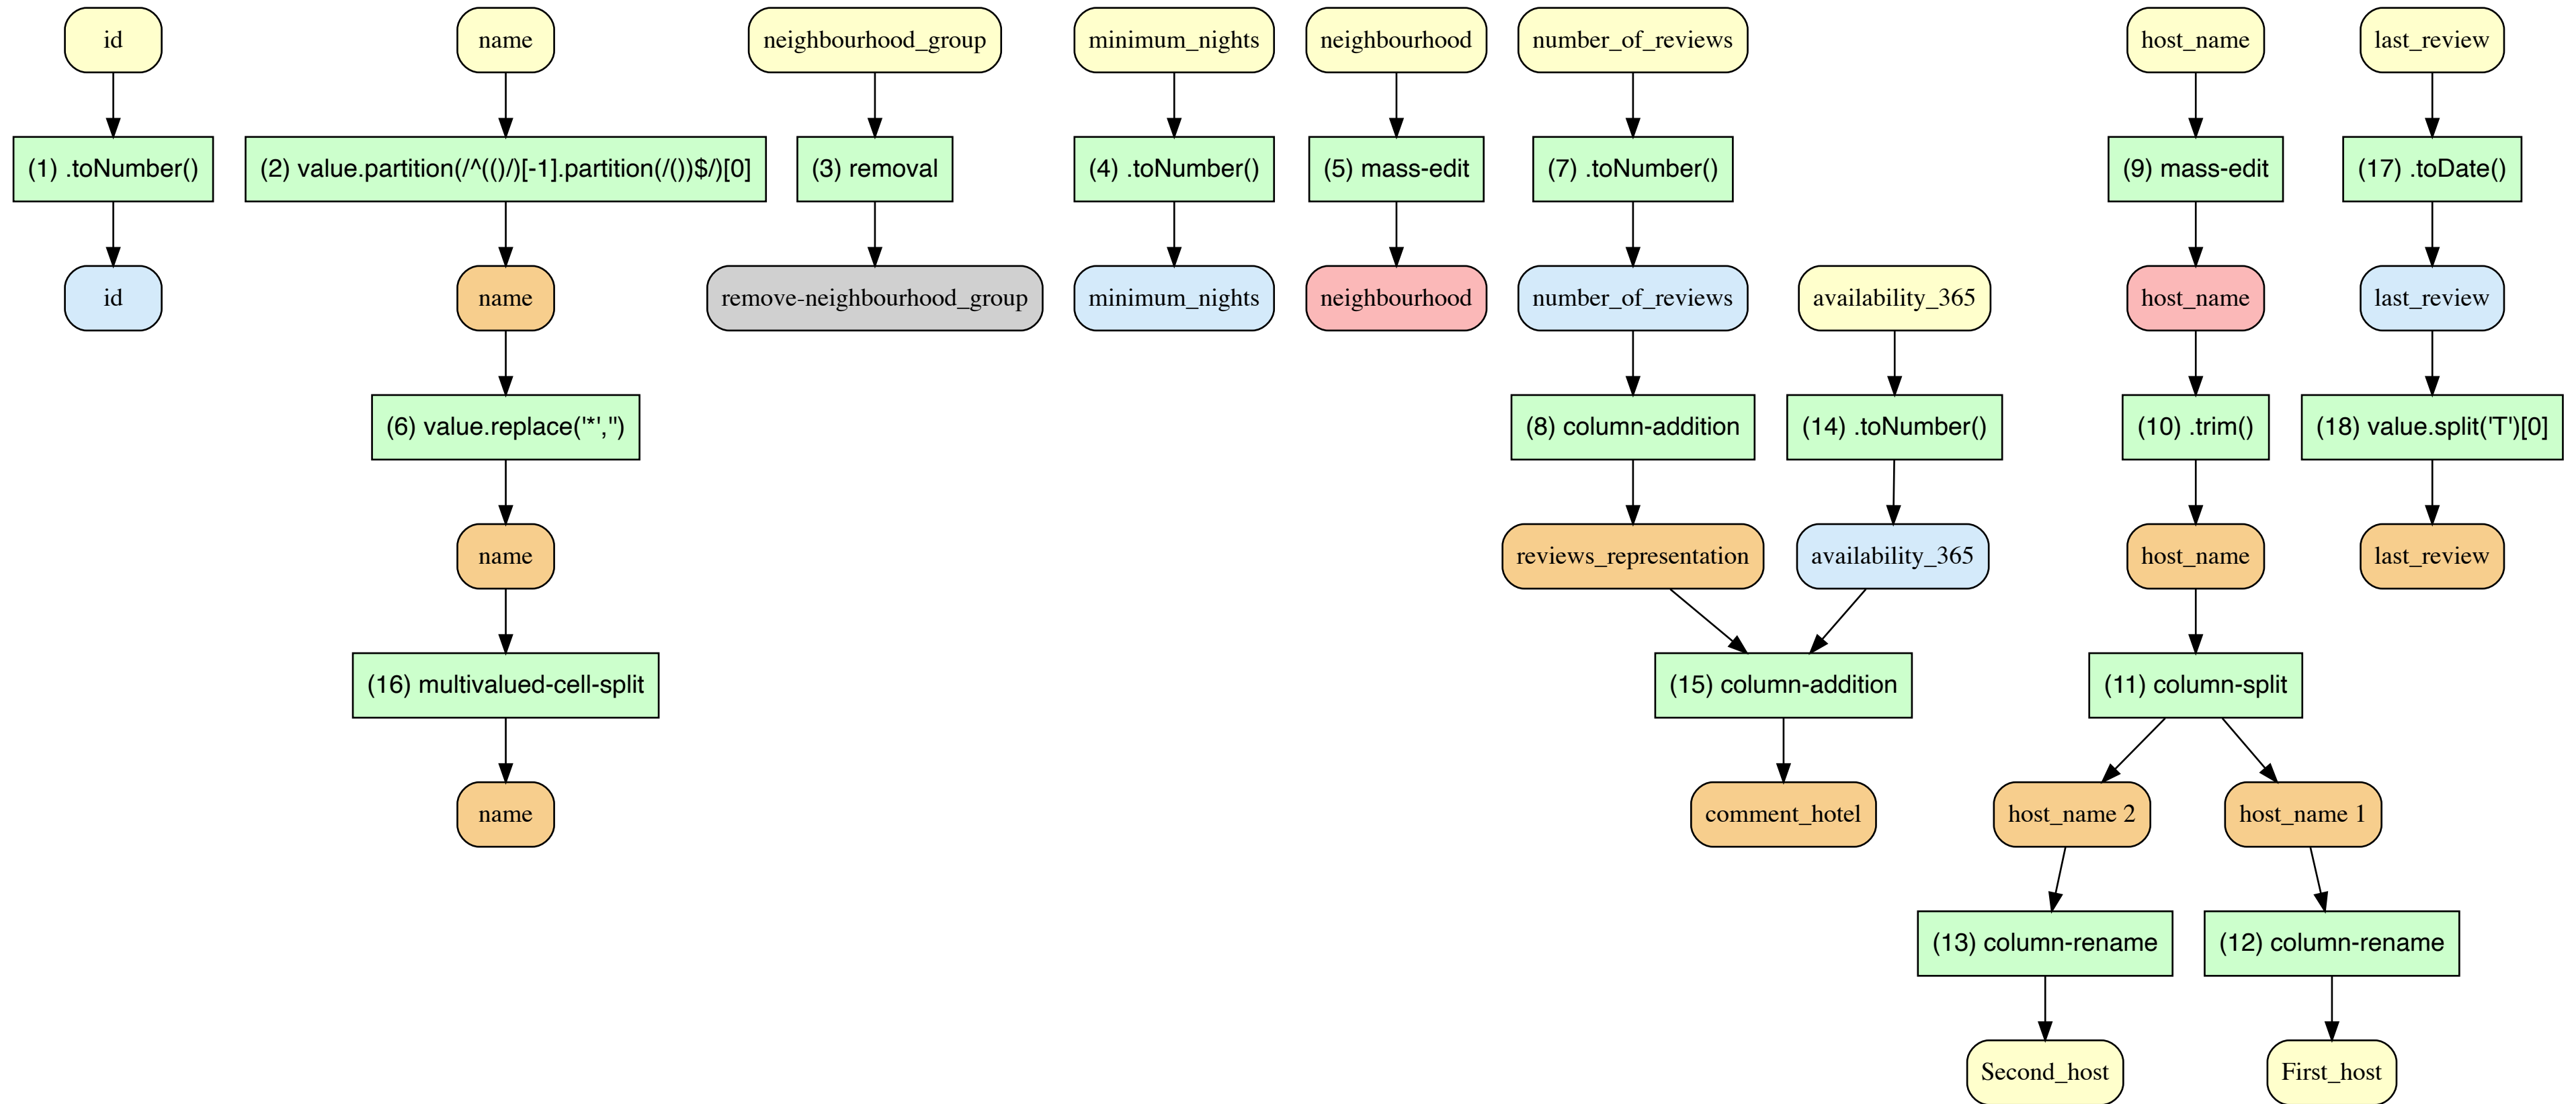 id
name
neighbourhood_group
minimum_nights
neighbourhood
number_of_reviews
host_name
last_review
(1) .toNumber()
(2) value.partition(/^(()/)[-1].partition(/())$/)[0]
(3) removal
(4) .toNumber()
(5) mass-edit
(7) .toNumber()
(9) mass-edit
(17) .toDate()
id
name
remove-neighbourhood_group
minimum_nights
neighbourhood
number_of_reviews
availability_365
host_name
last_review
(6) value.replace('*','')
(8) column-addition
(14) .toNumber()
(10) .trim()
(18) value.split('T')[0]
name
reviews_representation
availability_365
host_name
last_review
(16) multivalued-cell-split
(15) column-addition
(11) column-split
name
comment_hotel
host_name 2
host_name 1
(13) column-rename
(12) column-rename
Second_host
First_host